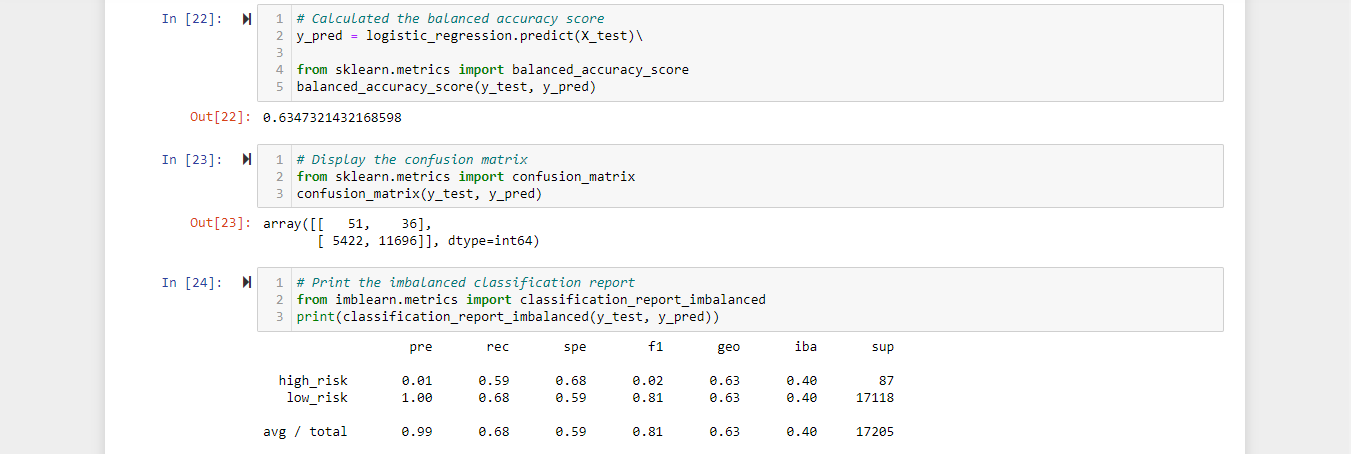 In [22]:
1 # Calculated the balanced accuracy score
2 y_pred = logistic_regression.predict(X_test)\
3
4 from sklearn.metrics import balanced_accuracy_score
5 balanced_accuracy_score(y_test, y_pred)
Out[22]: 0.6347321432168598
In [23]:
1 # Display the confusion matrix
2 from sklearn.metrics import confusion_matrix
3 confusion_matrix(y_test, y_pred)
Out[23]: array([[   51,    36],
       [ 5422, 11696]], dtype=int64)
In [24]:
1 # Print the imbalanced classification report
2 from imblearn.metrics import classification_report_imbalanced
3 print(classification_report_imbalanced(y_test, y_pred))
pre rec spe f1 geo iba sup
high_risk 0.01 0.59 0.68 0.02 0.63 0.40 87
low_risk 1.00 0.68 0.59 0.81 0.63 0.40 17118
avg / total 0.99 0.68 0.59 0.81 0.63 0.40 17205